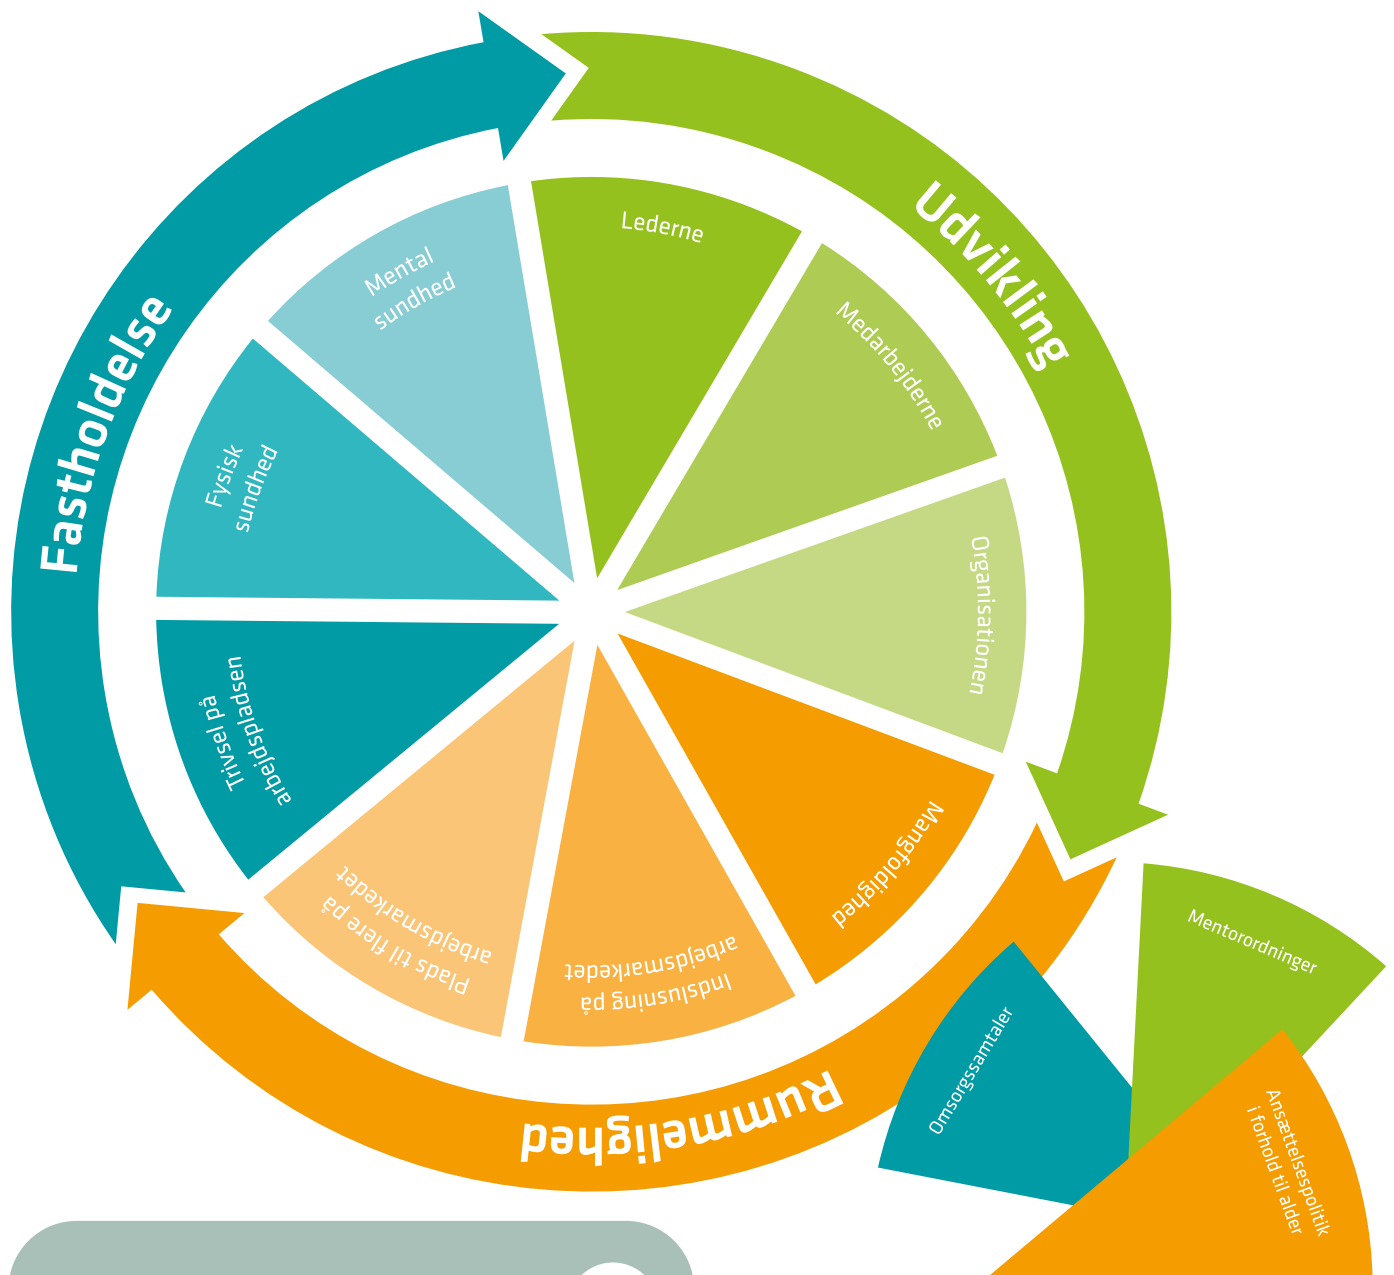 Fastholdelse
Udvikling
Rummelighed
Lederne
Medarbejderne
Organisationen
Mangfoldighed
Indslusning på
arbejdsmarkedet
Plads til flere på
arbejdsmarkedet
Trivsel på
arbejdspladsen
Fysisk
sundhed
Mental
sundhed
Mentorordninger
Omsorgssamtaler
Ansættelsespolitik
i forhold til alder